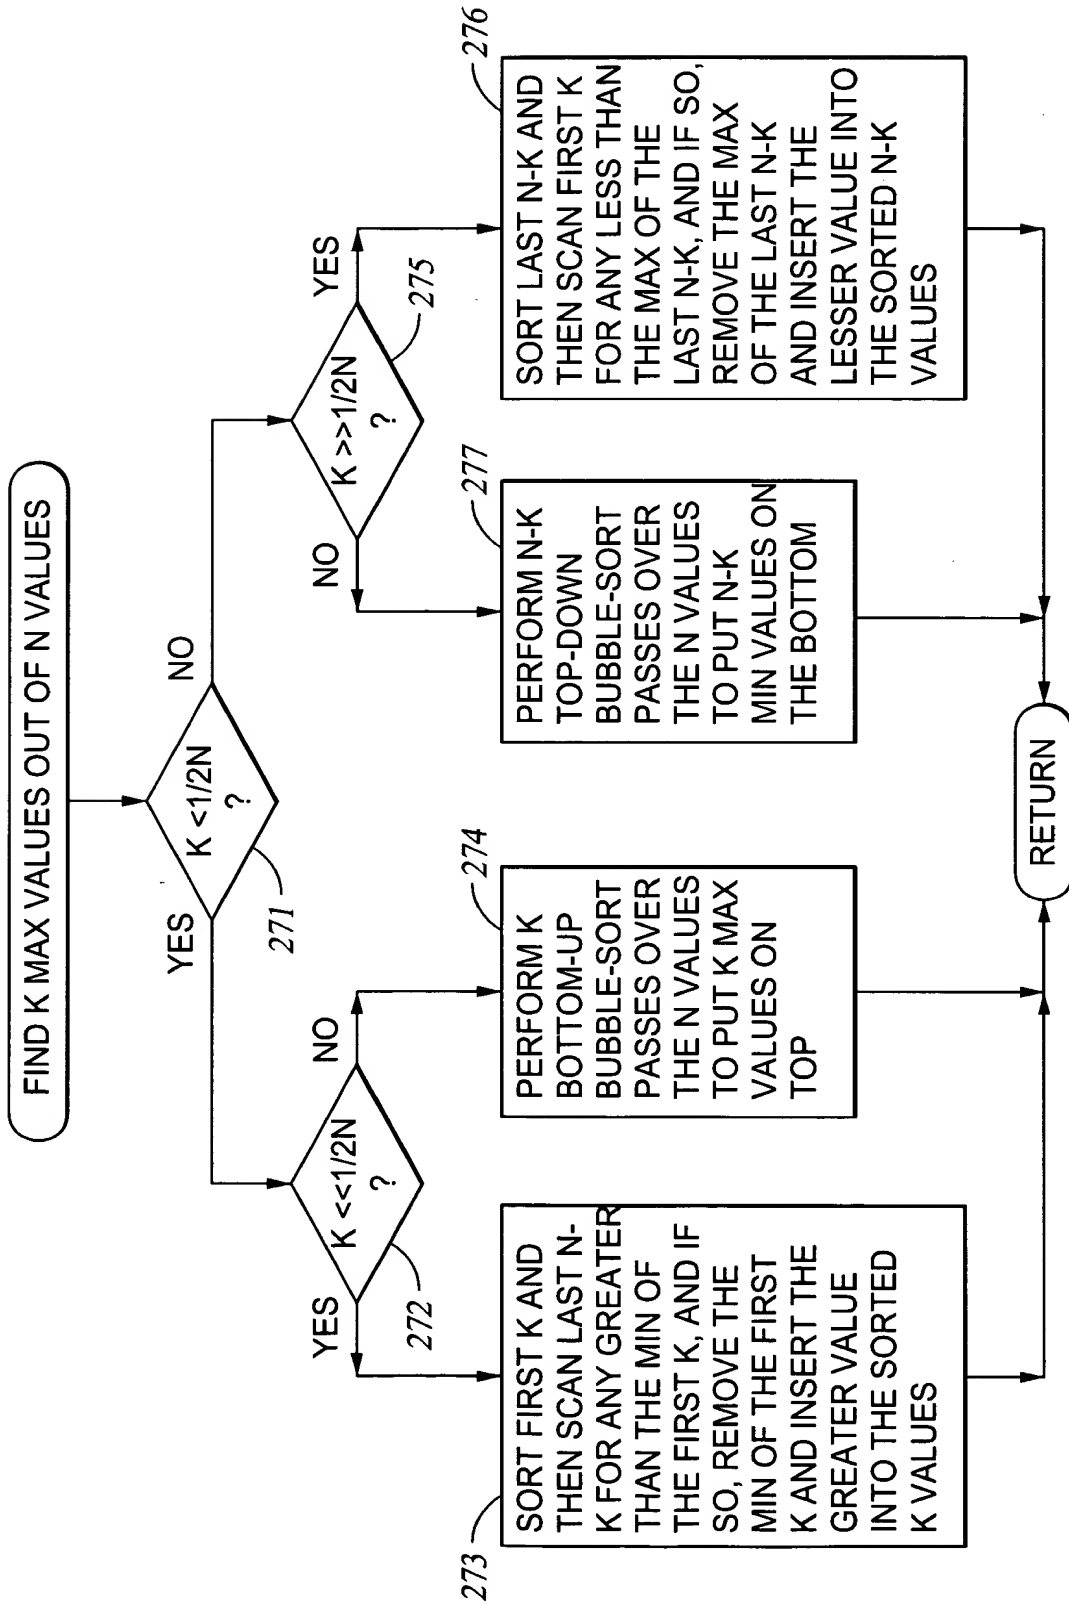 FIND K MAX VALUES OUT OF N VALUES
K <1/2N
?
271
YES
NO
K <<1/2N
?
272
YES
NO
K >>1/2N
?
275
NO
YES
273
SORT FIRST K AND
THEN SCAN LAST N-
K FOR ANY GREATER
THAN THE MIN OF
THE FIRST K, AND IF
SO, REMOVE THE
MIN OF THE FIRST
K AND INSERT THE
GREATER VALUE
INTO THE SORTED
K VALUES
274
PERFORM K
BOTTOM-UP
BUBBLE-SORT
PASSES OVER
THE N VALUES
TO PUT K MAX
VALUES ON
TOP
277
PERFORM N-K
TOP-DOWN
BUBBLE-SORT
PASSES OVER
THE N VALUES
TO PUT N-K
MIN VALUES ON
THE BOTTOM
276
SORT LAST N-K AND
THEN SCAN FIRST K
FOR ANY LESS THAN
THE MAX OF THE
LAST N-K, AND IF SO,
REMOVE THE MAX
OF THE LAST N-K
AND INSERT THE
LESSER VALUE INTO
THE SORTED N-K
VALUES
RETURN